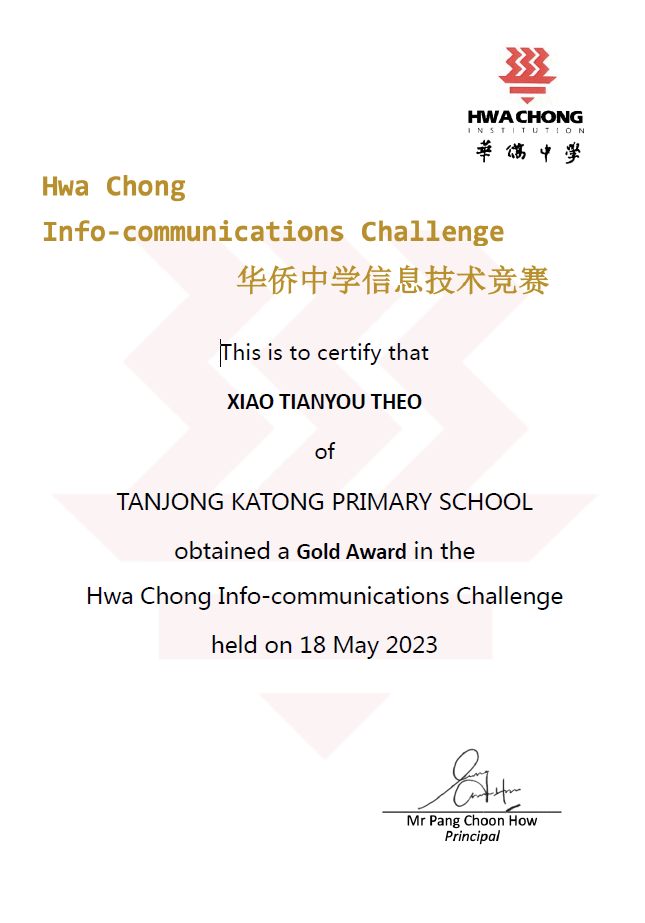 HWA CHONG
INSTITUTION
華僑中學
Hwa Chong
Info-communications Challenge
华侨中学信息技术竞赛
This is to certify that
XIAO TIANYOU THEO
of
TANJONG KATONG PRIMARY SCHOOL
obtained a Gold Award in the
Hwa Chong Info-communications Challenge
held on 18 May 2023
Mr Pang Choon How
Principal